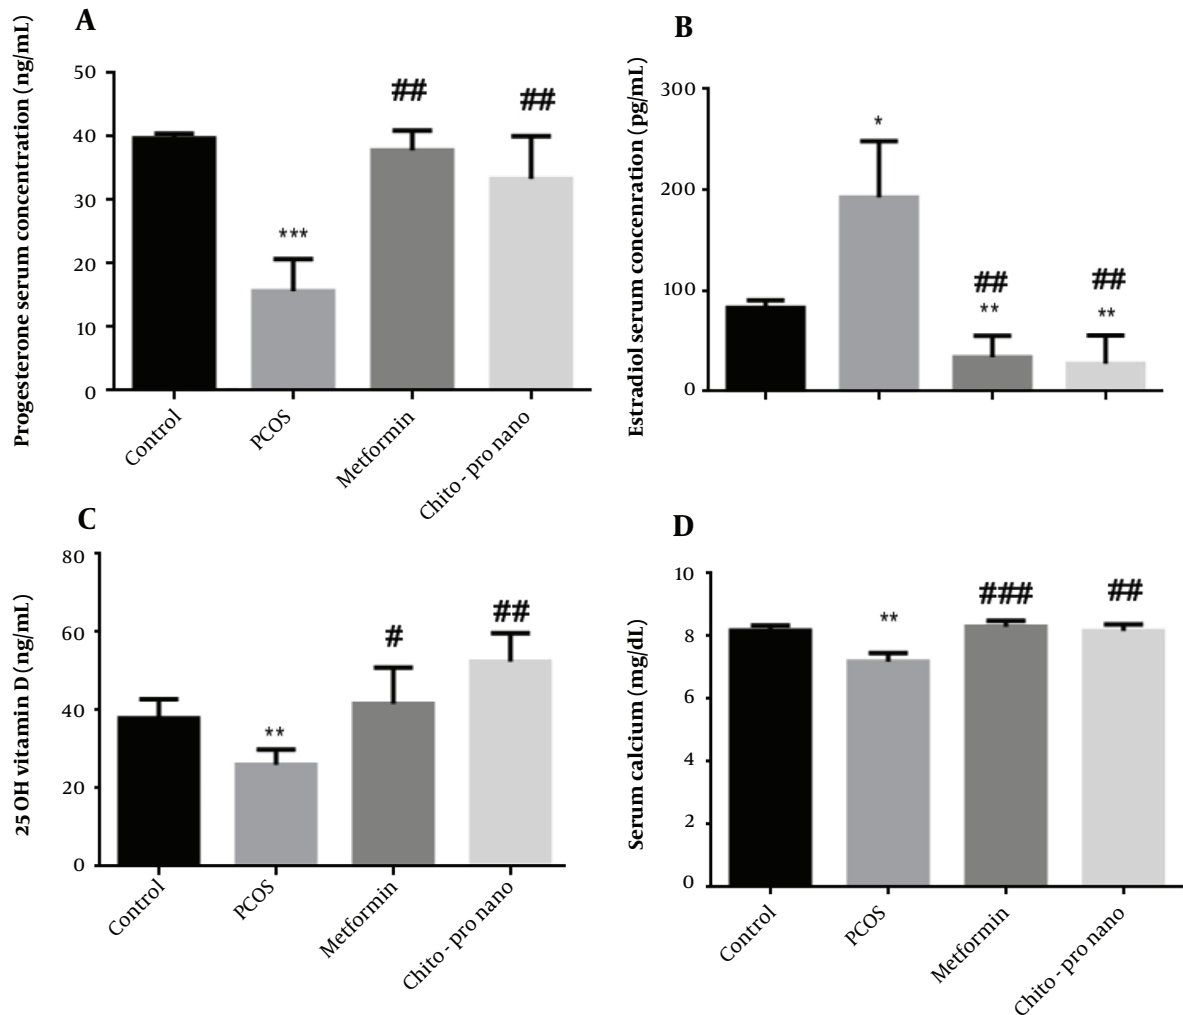 A
Progesterone serum concentration (ng/mL)
50
40
30
20
10
0
***
##
##
Control
PCOS
Metformin
Chito - pro nano
B
Estradiol serum concenration (pg/mL)
300
200
100
0
*
##
**
##
**
C
25 OH vitamin D (ng/mL)
80
60
40
20
0
**
#
##
Control
PCOS
Metformin
Chito - pro nano
D
Serum calcium (mg/dL)
10
8
6
4
2
0
**
###
##
Control
PCOS
Metformin
Chito - pro nano